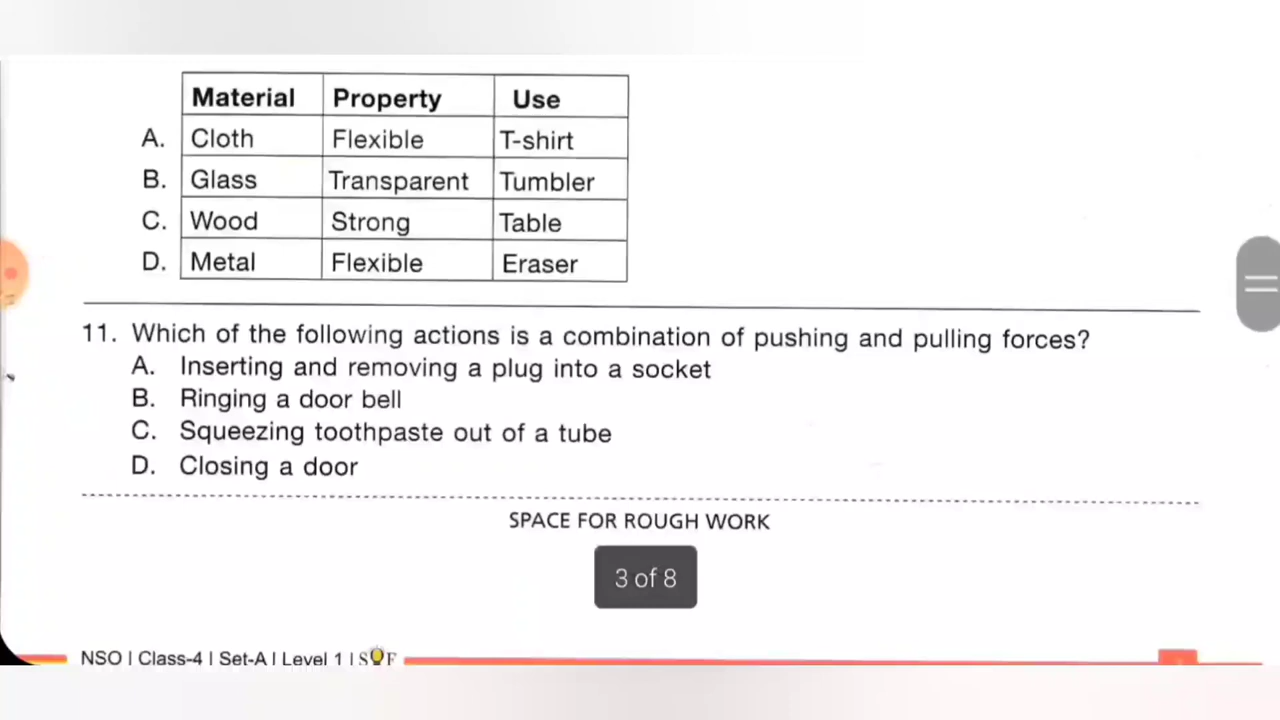 Material Property Use
A. Cloth Flexible T-shirt
B. Glass Transparent Tumbler
C. Wood Strong Table
D. Metal Flexible Eraser
11. Which of the following actions is a combination of pushing and pulling forces?
A. Inserting and removing a plug into a socket
B. Ringing a door bell
C. Squeezing toothpaste out of a tube
D. Closing a door
SPACE FOR ROUGH WORK
3 of 8
NSO | Class-4 | Set-A | Level 1 | SOF